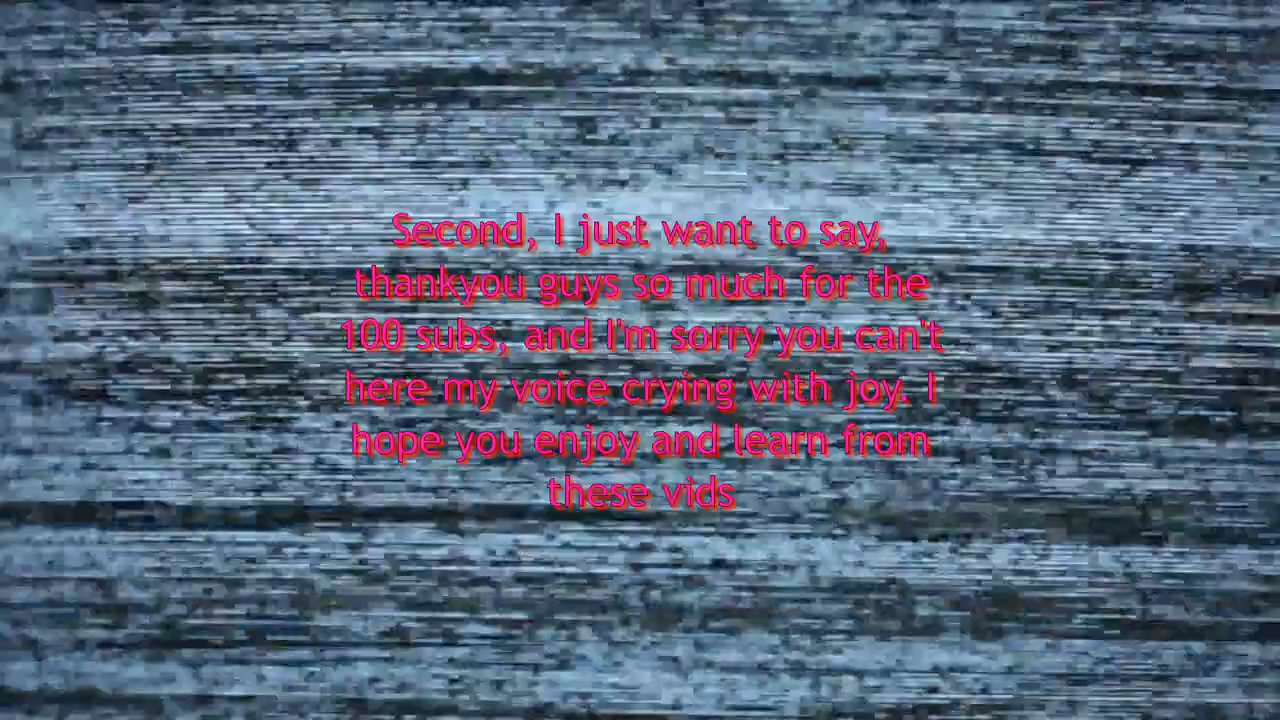 Second, I just want to say,
thankyou guys so much for the
100 subs, and I'm sorry you can't
here my voice crying with joy. I
hope you enjoy and learn from
these vids